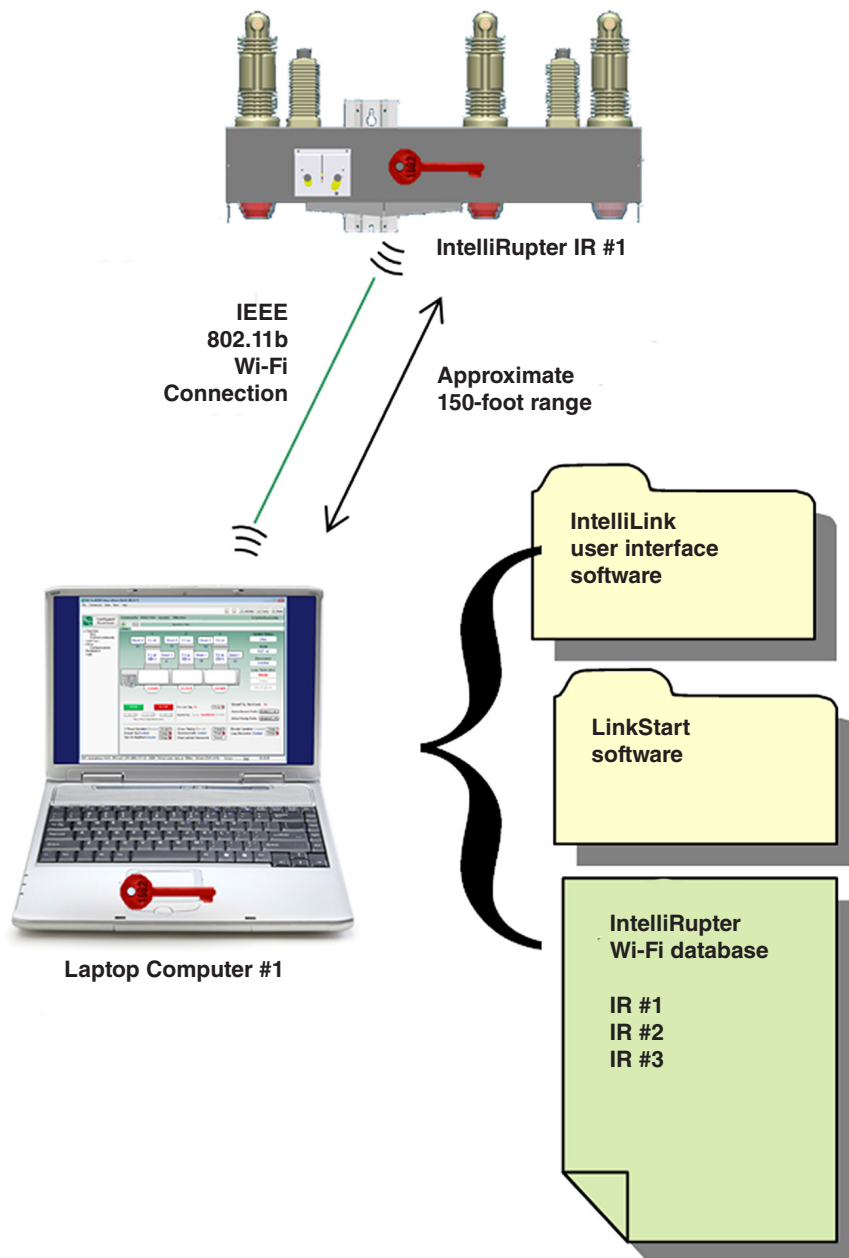 IntelliRupter IR #1
IEEE
802.11b
Wi-Fi
Connection
Approximate
150-foot range
IntelliLink
user interface
software
LinkStart
software
IntelliRupter
Wi-Fi database
IR #1
IR #2
IR #3
Laptop Computer #1